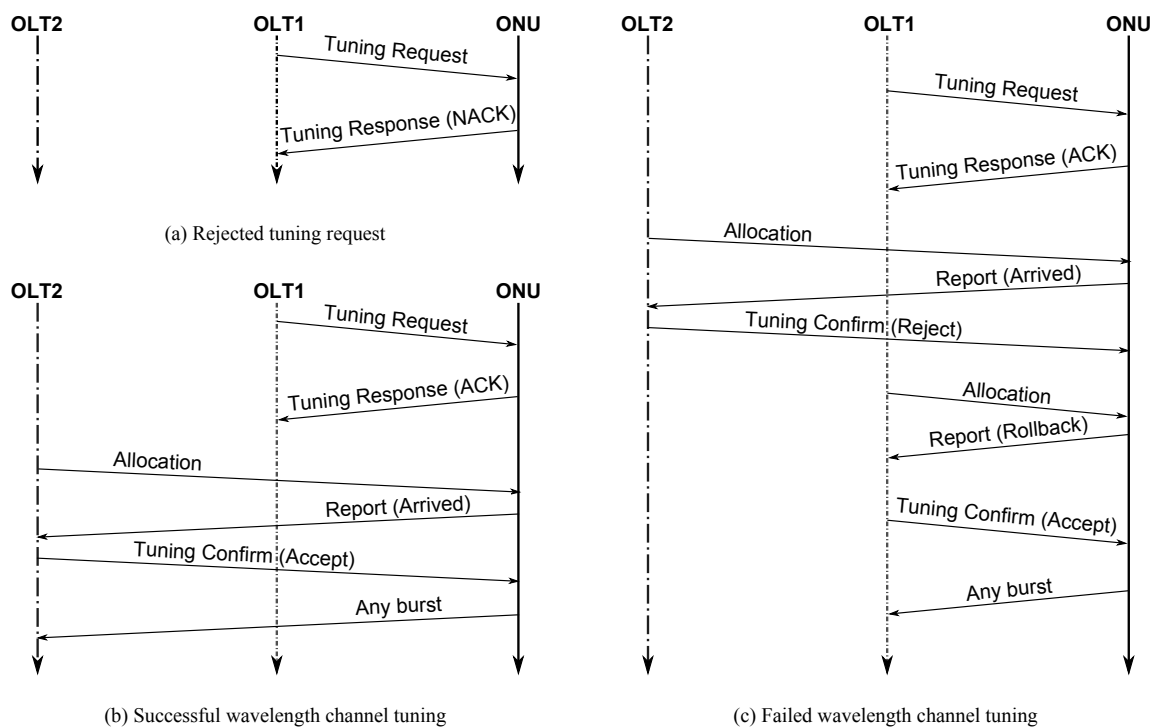 OLT2 OLT1 ONU
Tuning Request
Tuning Response (NACK)
(a) Rejected tuning request
OLT2 OLT1 ONU
Tuning Request
Tuning Response (ACK)
Allocation
Report (Arrived)
Tuning Confirm (Accept)
Any burst
(b) Successful wavelength channel tuning
OLT2 OLT1 ONU
Tuning Request
Tuning Response (ACK)
Allocation
Report (Arrived)
Tuning Confirm (Reject)
Allocation
Report (Rollback)
Tuning Confirm (Accept)
Any burst
(c) Failed wavelength channel tuning